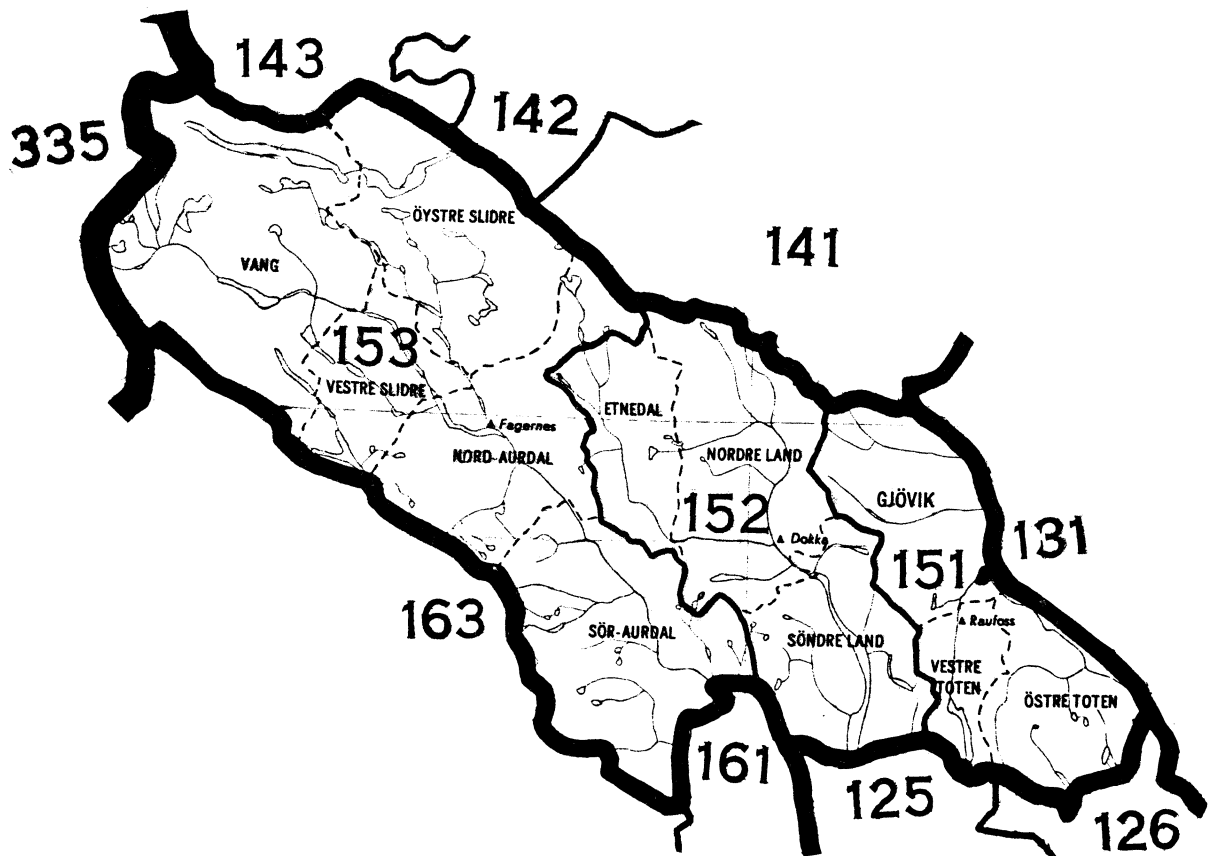 143
142
335
ÖYSTRE SLIDRE
141
VANG
153
VESTRE SLIDRE
ETNEDAL
Fagernes
NORD-AURDAL
NORDRE LAND
GJÖVIK
152
Dokka
131
151
163
SÖR-AURDAL
SÖNDRE LAND
Raufoss
VESTRE
TOTEN
ÖSTRE TOTEN
161
125
126